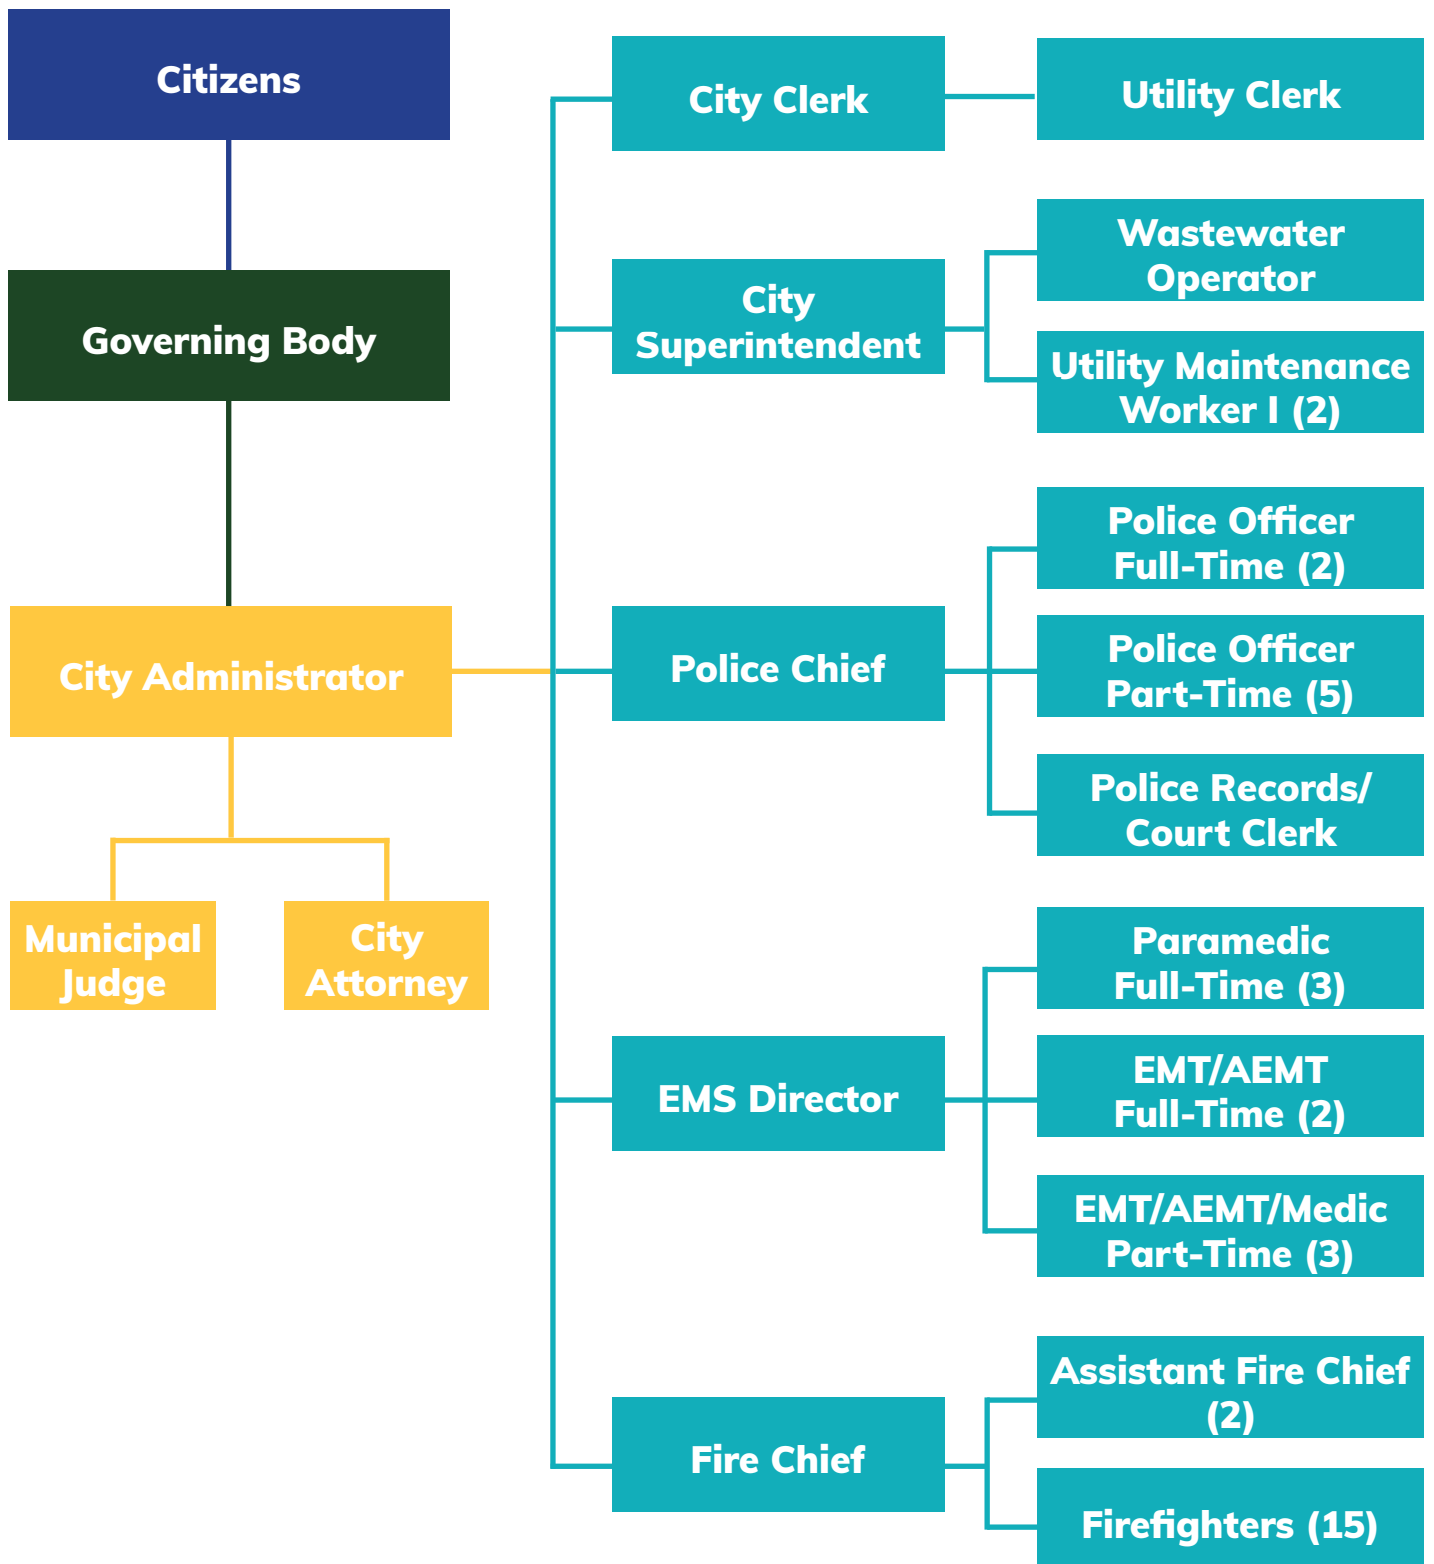 Citizens
Governing Body
City Administrator
Municipal
Judge
City
Attorney
City Clerk
Utility Clerk
City
Superintendent
Wastewater
Operator
Utility Maintenance
Worker I (2)
Police Chief
Police Officer
Full-Time (2)
Police Officer
Part-Time (5)
Police Records/
Court Clerk
EMS Director
Paramedic
Full-Time (3)
EMT/AEMT
Full-Time (2)
EMT/AEMT/Medic
Part-Time (3)
Fire Chief
Assistant Fire Chief
(2)
Firefighters (15)